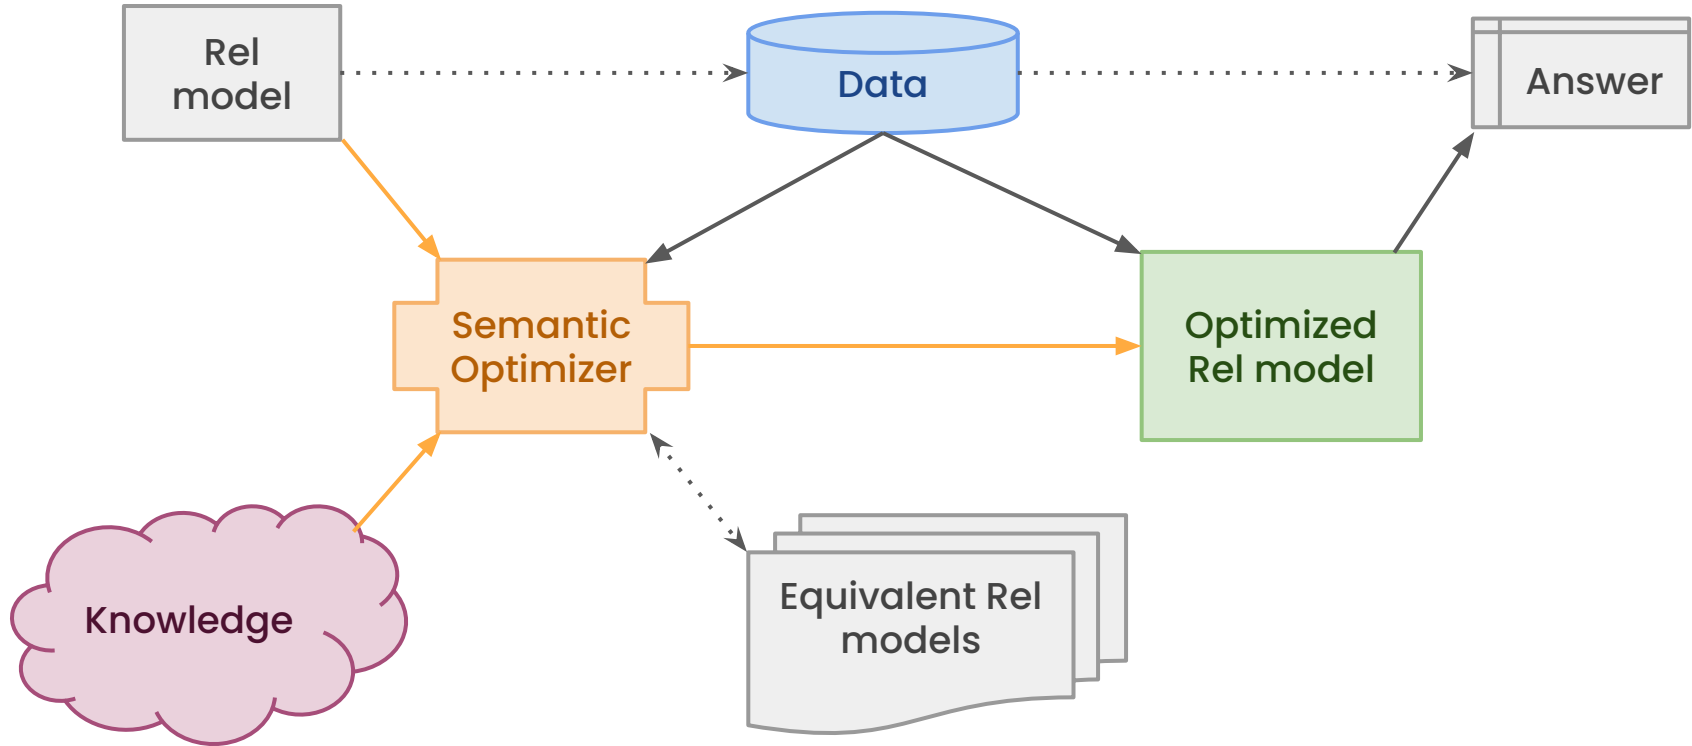 Rel
model
Data
Answer
Semantic
Optimizer
Optimized
Rel model
Knowledge
Equivalent Rel
models